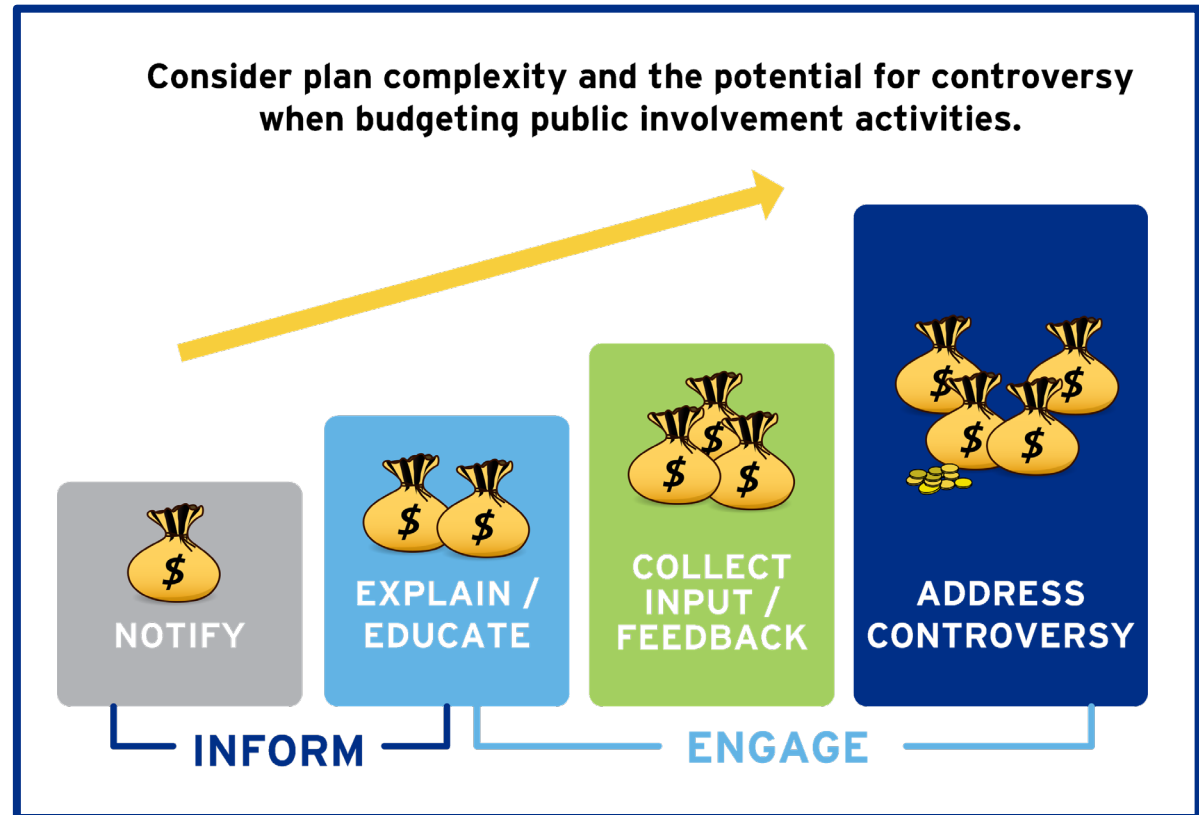 Consider plan complexity and the potential for controversy
when budgeting public involvement activities.
$
NOTIFY
$ $
EXPLAIN /
EDUCATE
$
$ $
COLLECT
INPUT /
FEEDBACK
$ $
$ $
ADDRESS
CONTROVERSY
INFORM
ENGAGE